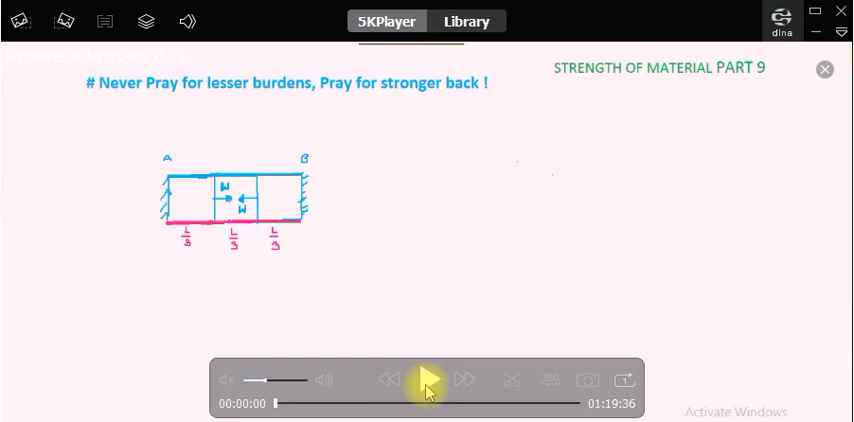 5KPlayer
Library
dlna
# Never Pray for lesser burdens, Pray for stronger back !
STRENGTH OF MATERIAL PART 9
A
B
W
W
L/3
L/3
L/3
1
00:00:00
01:19:36
Activate Windows